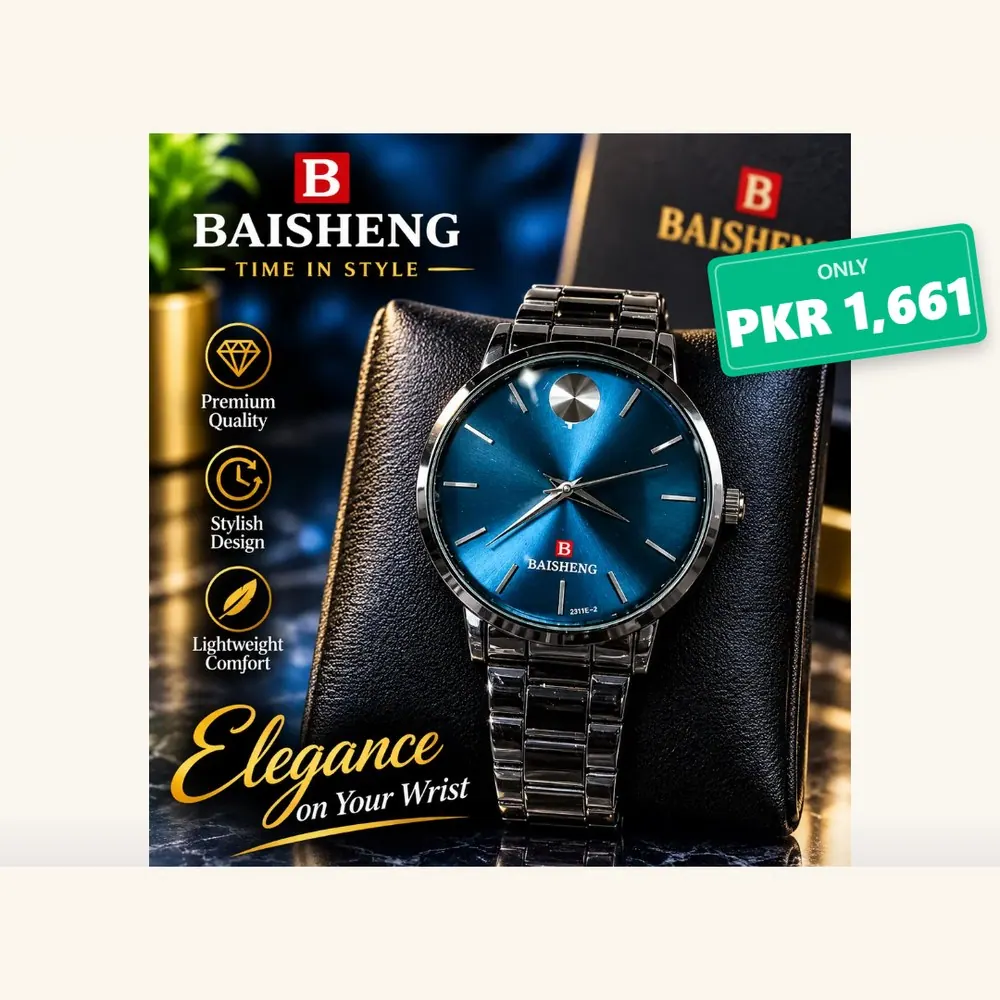 B
BAISHENG
TIME IN STYLE
B
BAISHENG
ONLY
PKR 1,661
Premium
Quality
Stylish
Design
Lightweight
Comfort
B
BAISHENG
2311E-2
Elegance
on Your Wrist